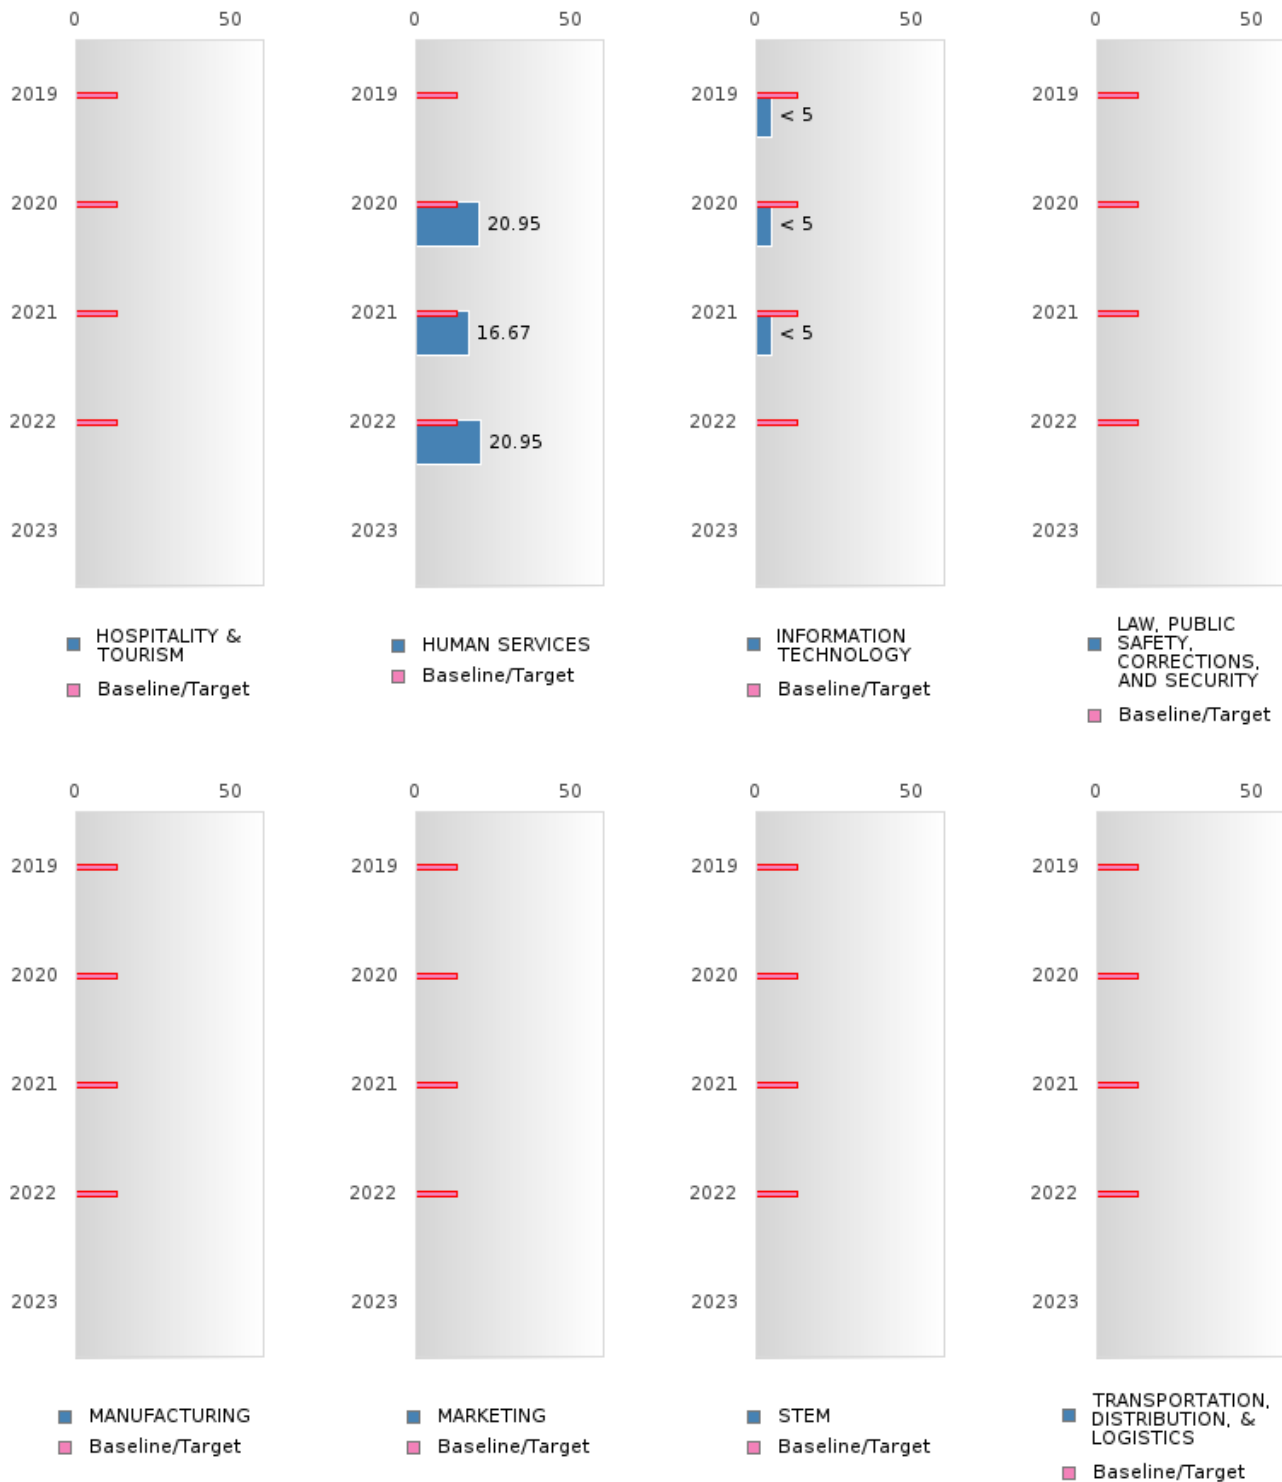 0 50
2019
2020
2021
2022
2023
HOSPITALITY &
TOURISM
Baseline/Target
0 50
2019
2020
20.95
2021
16.67
2022
20.95
2023
HUMAN SERVICES
Baseline/Target
0 50
2019
< 5
2020
< 5
2021
< 5
2022
2023
INFORMATION
TECHNOLOGY
Baseline/Target
0 50
2019
2020
2021
2022
2023
LAW, PUBLIC
SAFETY,
CORRECTIONS,
AND SECURITY
Baseline/Target
0 50
2019
2020
2021
2022
2023
MANUFACTURING
Baseline/Target
0 50
2019
2020
2021
2022
2023
MARKETING
Baseline/Target
0 50
2019
2020
2021
2022
2023
STEM
Baseline/Target
0 50
2019
2020
2021
2022
2023
TRANSPORTATION,
DISTRIBUTION, &
LOGISTICS
Baseline/Target